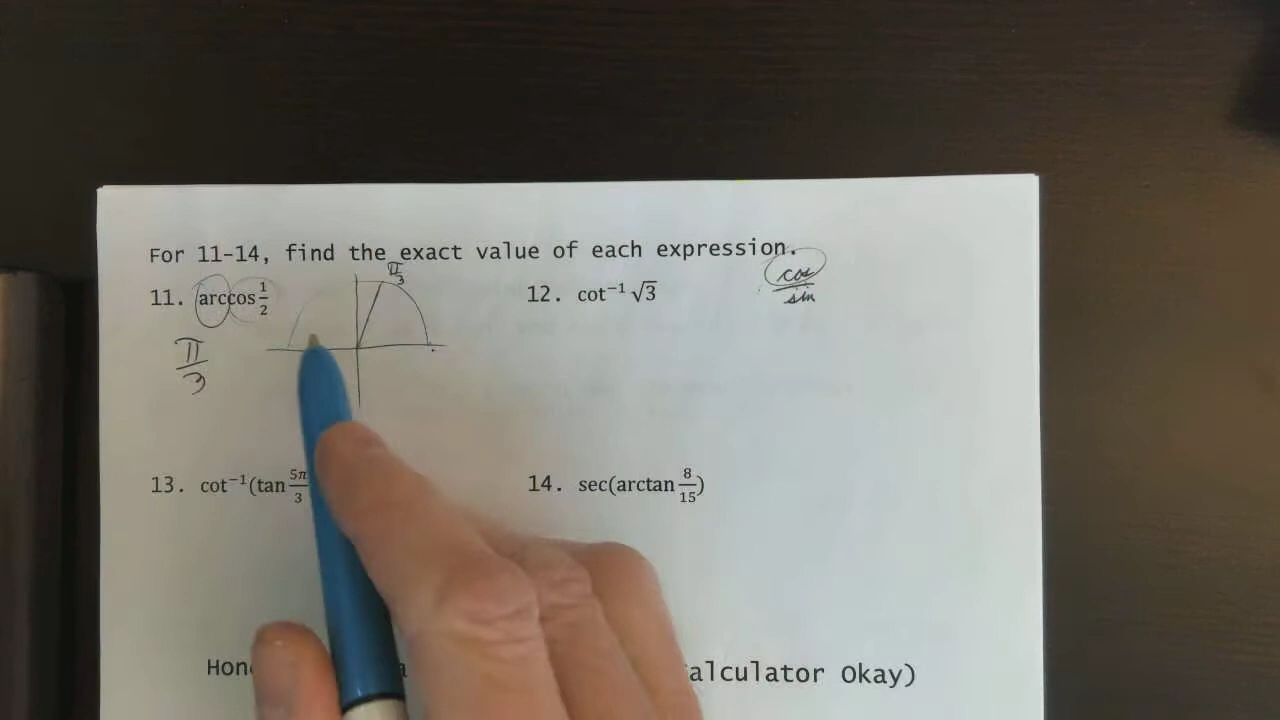 For 11-14, find the exact value of each expression.
11. arccos 1/2
π/3
π/3
12. cot⁻¹ √3
cos/sin
13. cot⁻¹(tan 5π/3
14. sec(arctan 8/15)
alculator Okay)